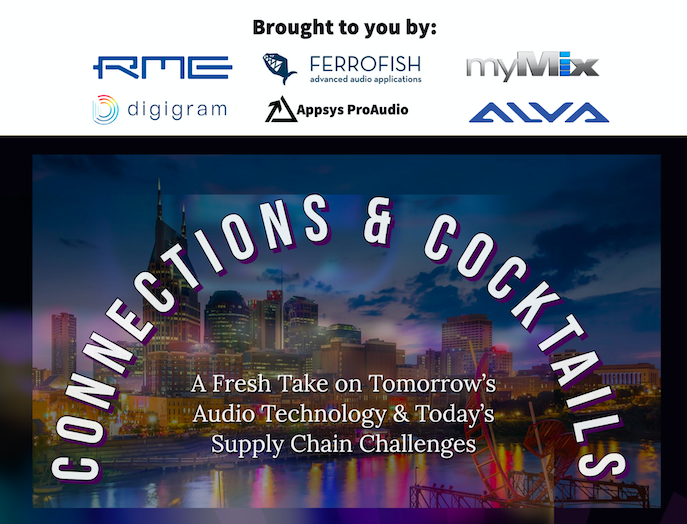 Brought to you by:
RME
FERROFISH
advanced audio applications
myMix
digigram
Appsys ProAudio
ALVA
CONNECTIONS & COCKTAILS
A Fresh Take on Tomorrow's
Audio Technology & Today's
Supply Chain Challenges